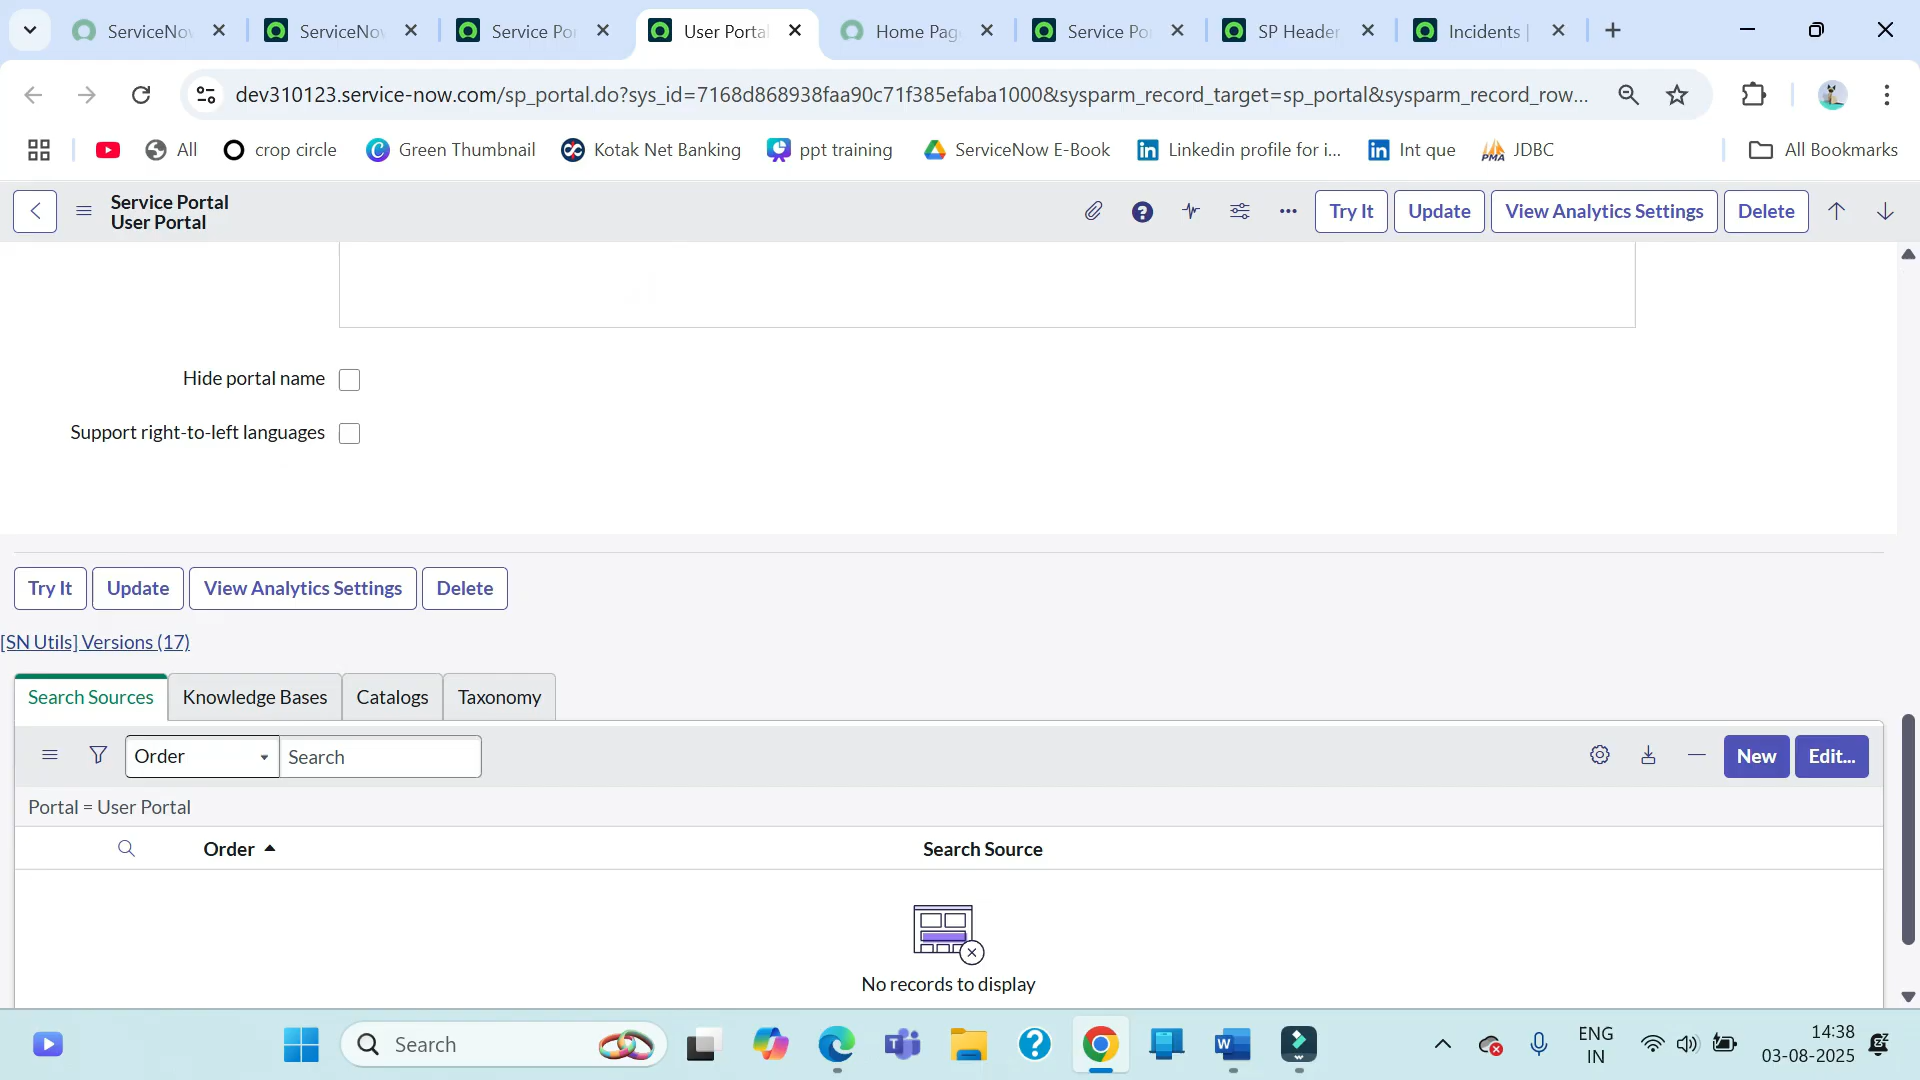 ServiceNo
ServiceNo
Service Po
User Portal
Home Pag
Service Po
SP Header
Incidents |
dev310123.service-now.com/sp_portal.do?sys_id=7168d868938faa90c71f385efaba1000&sysparm_record_target=sp_portal&sysparm_record_row...
All
crop circle
Green Thumbnail
Kotak Net Banking
ppt training
ServiceNow E-Book
Linkedin profile for i...
Int que
PMA
JDBC
All Bookmarks
Service Portal
User Portal
Try It
Update
View Analytics Settings
Delete
Hide portal name
Support right-to-left languages
Try It
Update
View Analytics Settings
Delete
[SN Utils] Versions (17)
Search Sources
Knowledge Bases
Catalogs
Taxonomy
Order
Search
New
Edit...
Portal = User Portal
Order
Search Source
No records to display
Search
ENG
IN
14:38
03-08-2025